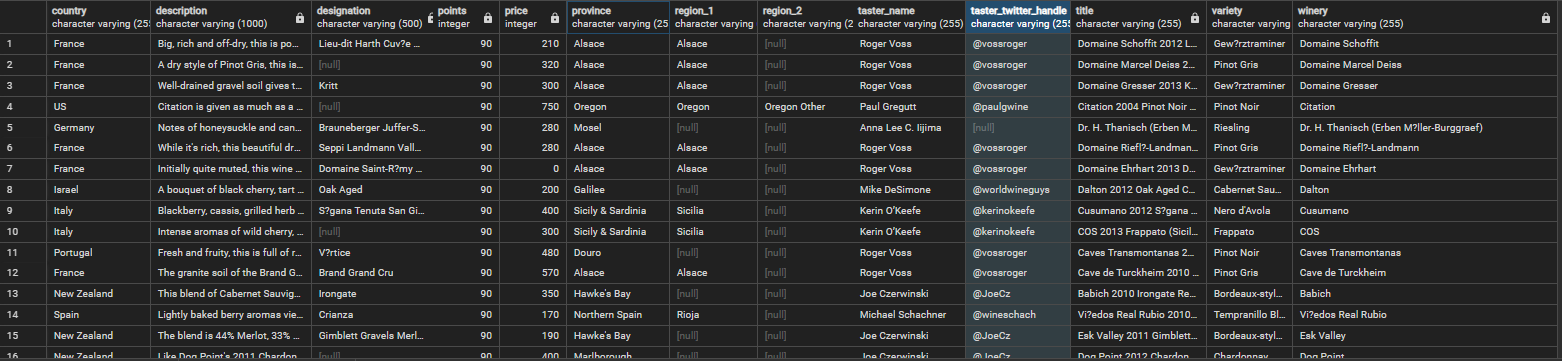 country description designation points price province region_1 region_2 taster_name taster_twitter_handle title variety winery
character varying (25 character varying (1000) character varying (500) integer integer character varying (25 character varying character varying (2 character varying (255) character varying (255 character varying (255) character varying character varying (255)
1 France Big, rich and off-dry, this is po... Lieu-dit Harth Cuv?e ... 90 210 Alsace Alsace [null] Roger Voss @vossroger Domaine Schoffit 2012 L... Gew?rztraminer Domaine Schoffit
2 France A dry style of Pinot Gris, this is... [null] 90 320 Alsace Alsace [null] Roger Voss @vossroger Domaine Marcel Deiss 2... Pinot Gris Domaine Marcel Deiss
3 France Well-drained gravel soil gives t... Kritt 90 300 Alsace Alsace [null] Roger Voss @vossroger Domaine Gresser 2013 K... Gew?rztraminer Domaine Gresser
4 US Citation is given as much as a ... [null] 90 750 Oregon Oregon Oregon Other Paul Gregutt @paulgwine Citation 2004 Pinot Noir ... Pinot Noir Citation
5 Germany Notes of honeysuckle and can... Brauneberger Juffer-S... 90 280 Mosel [null] [null] Anna Lee C. Iijima [null] Dr. H. Thanisch (Erben M... Riesling Dr. H. Thanisch (Erben M?ller-Burggraef)
6 France While it's rich, this beautiful dr... Seppi Landmann Vall... 90 280 Alsace Alsace [null] Roger Voss @vossroger Domaine Riefl?-Landman... Pinot Gris Domaine Riefl?-Landmann
7 France Initially quite muted, this wine ... Domaine Saint-R?my ... 90 0 Alsace Alsace [null] Roger Voss @vossroger Domaine Ehrhart 2013 D... Gew?rztraminer Domaine Ehrhart
8 Israel A bouquet of black cherry, tart ... Oak Aged 90 200 Galilee [null] [null] Mike DeSimone @worldwineguys Dalton 2012 Oak Aged C... Cabernet Sau... Dalton
9 Italy Blackberry, cassis, grilled herb ... S?gana Tenuta San Gi... 90 400 Sicily & Sardinia Sicilia [null] Kerin O'Keefe @kerinokeefe Cusumano 2012 S?gana ... Nero d'Avola Cusumano
10 Italy Intense aromas of wild cherry, ... [null] 90 300 Sicily & Sardinia Sicilia [null] Kerin O'Keefe @kerinokeefe COS 2013 Frappato (Sicil... Frappato COS
11 Portugal Fresh and fruity, this is full of r... V?rtice 90 480 Douro [null] [null] Roger Voss @vossroger Caves Transmontanas 2... Pinot Noir Caves Transmontanas
12 France The granite soil of the Brand G... Brand Grand Cru 90 570 Alsace Alsace [null] Roger Voss @vossroger Cave de Turckheim 2010 ... Pinot Gris Cave de Turckheim
13 New Zealand This blend of Cabernet Sauvig... Irongate 90 350 Hawke's Bay [null] [null] Joe Czerwinski @JoeCz Babich 2010 Irongate Re... Bordeaux-styl... Babich
14 Spain Lightly baked berry aromas vie... Crianza 90 170 Northern Spain Rioja [null] Michael Schachner @wineschach Vi?edos Real Rubio 2010... Tempranillo Bl... Vi?edos Real Rubio
15 New Zealand The blend is 44% Merlot, 33% ... Gimblett Gravels Merl... 90 190 Hawke's Bay [null] [null] Joe Czerwinski @JoeCz Esk Valley 2011 Gimblett... Bordeaux-styl... Esk Valley
16 New Zealand Like Dog Point's 2011 Chardon... [null] 90 400 Marlborough [null] [null] Joe Czerwinski @JoeCz Dog Point 2012 Chardon... Chardonnay Dog Point